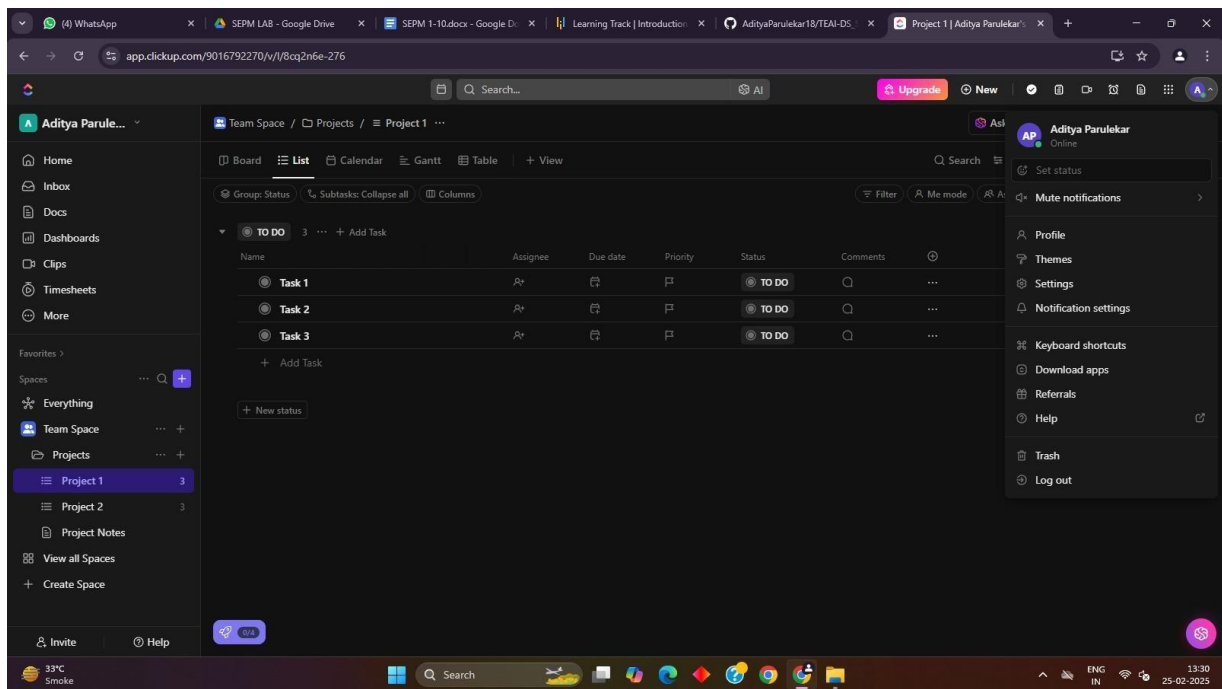 (4) WhatsApp
SEPM LAB - Google Drive
SEPM 1-10.docx - Google D
Learning Track | Introduction
AdityaParulekar18/TEAI-DS_S
Project 1 | Aditya Parulekar's
app.clickup.com/9016792270/v/l/8cq2n6e-276
Search...
AI
Upgrade
New
A
A Aditya Parule...
Team Space / Projects / Project 1 ...
Ask
Home
Inbox
Docs
Dashboards
Clips
Timesheets
More
Favorites >
Spaces
Everything
Team Space
Projects
Project 1 3
Project 2 3
Project Notes
View all Spaces
+ Create Space
Invite
Help
Board
List
Calendar
Gantt
Table
+ View
Search
Group: Status
Subtasks: Collapse all
Columns
Filter
Me mode
TO DO 3 ... + Add Task
Name Assignee Due date Priority Status Comments
Task 1 TO DO
Task 2 TO DO
Task 3 TO DO
+ Add Task
+ New status
0/4
AP
Aditya Parulekar
Online
Set status
Mute notifications
Profile
Themes
Settings
Notification settings
Keyboard shortcuts
Download apps
Referrals
Help
Trash
Log out
33°C
Smoke
Search
ENG
IN
13:30
25-02-2025